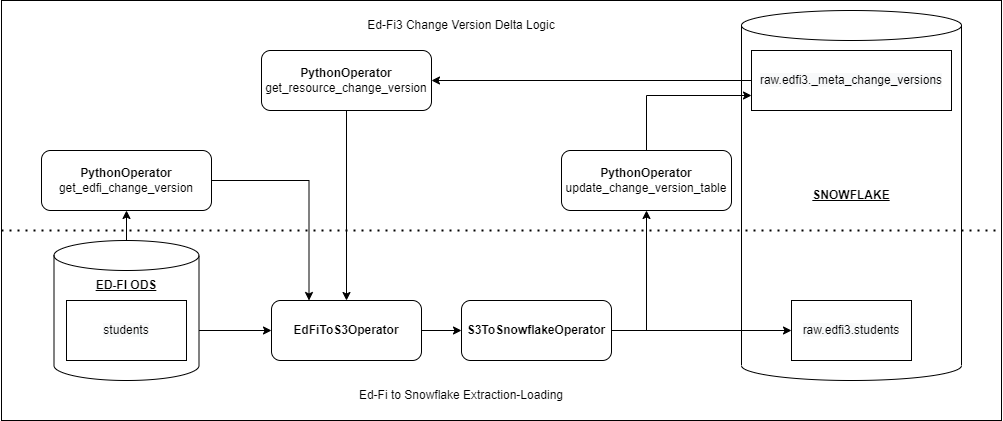 Ed-Fi3 Change Version Delta Logic
PythonOperator
get_resource_change_version
raw.edfi3._meta_change_versions
PythonOperator
get_edfi_change_version
PythonOperator
update_change_version_table
SNOWFLAKE
ED-FI ODS
students
EdFiToS3Operator
S3ToSnowflakeOperator
raw.edfi3.students
Ed-Fi to Snowflake Extraction-Loading